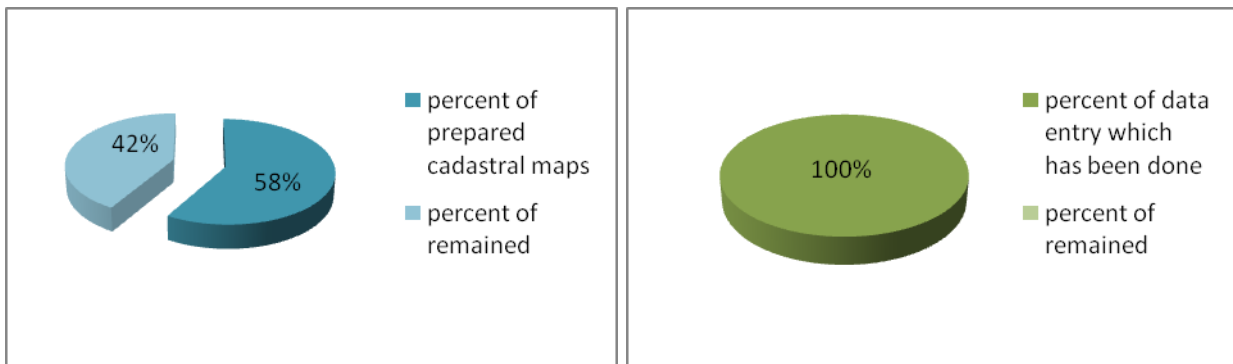 42%
58%
percent of
prepared
cadastral maps
percent of
remained
100%
percent of data
entry which
has been done
percent of
remained